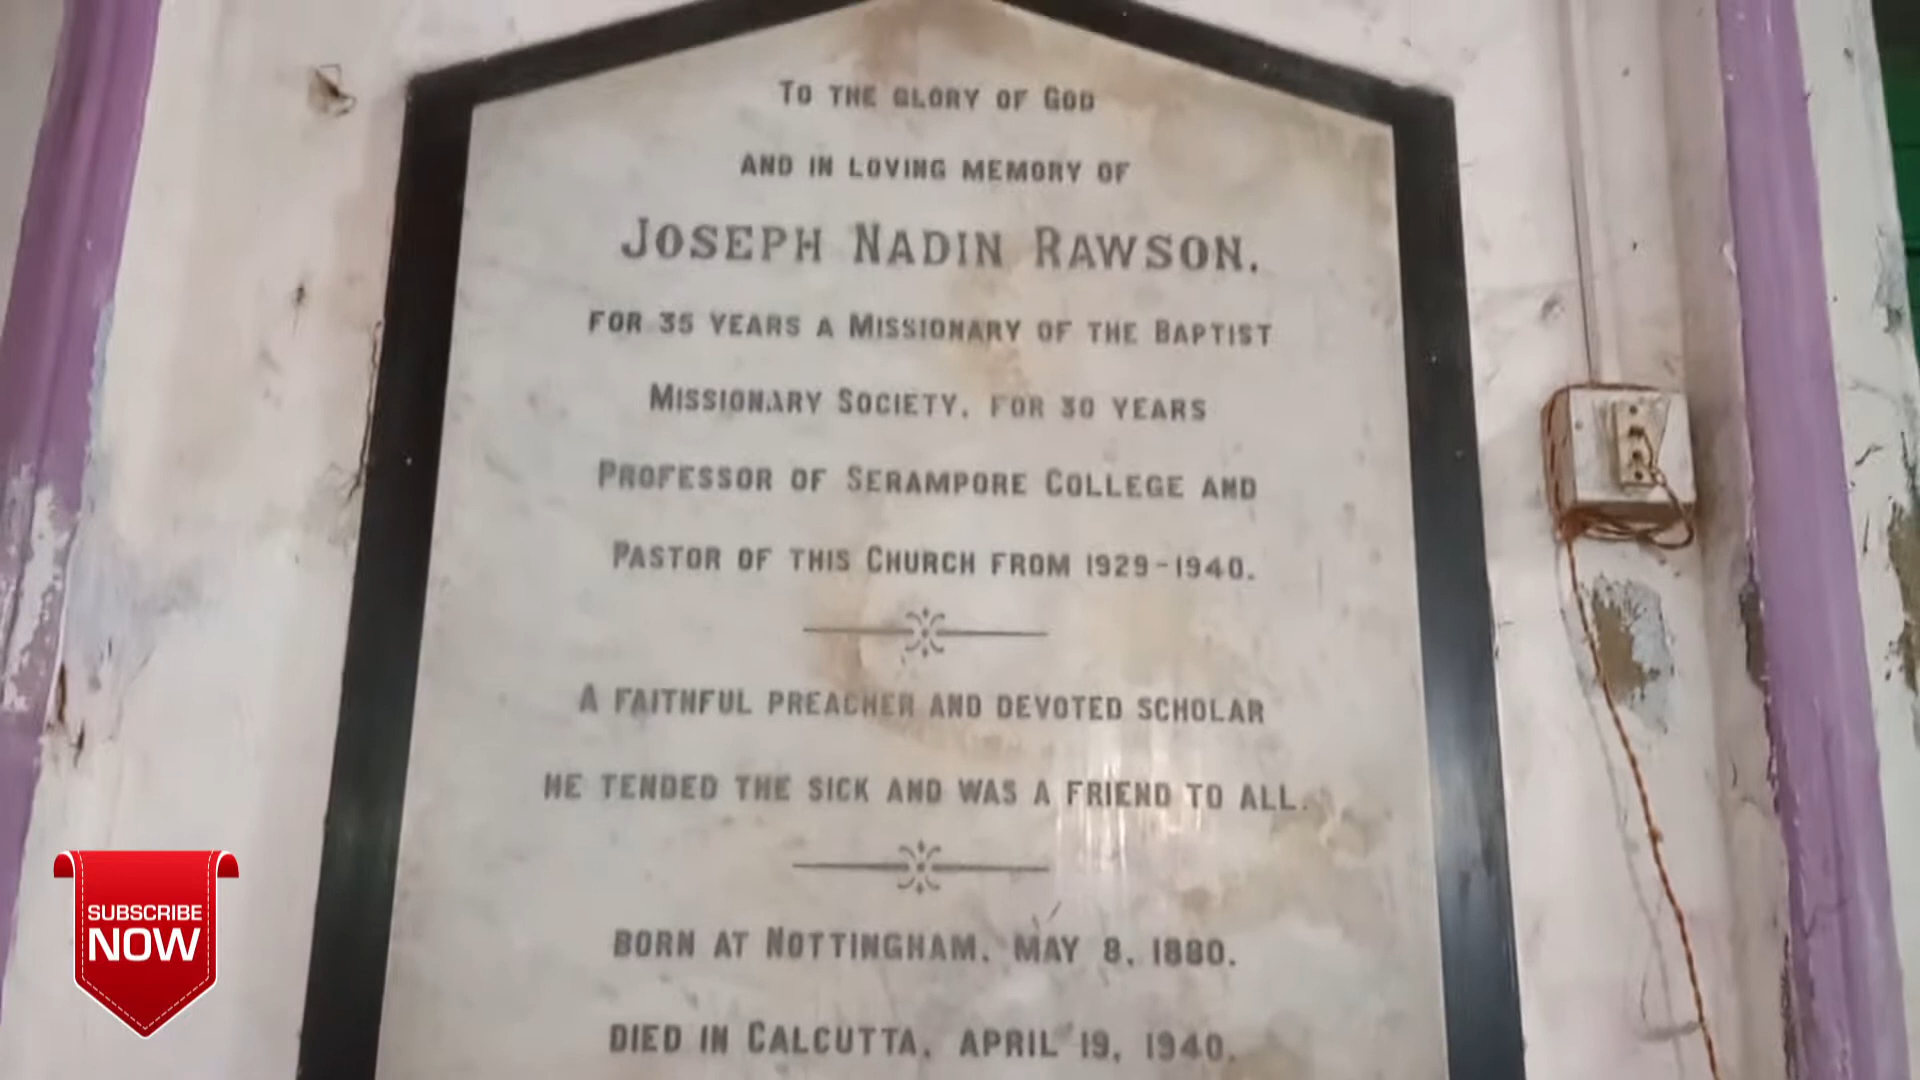 To the glory of God
and in loving memory of
Joseph Nadin Rawson.
for 35 years a Missionary of the Baptist
Missionary Society, for 30 years
Professor of Serampore College and
Pastor of this Church from 1929-1940.
A faithful preacher and devoted scholar
he tended the sick and was a friend to all.
born at Nottingham, May 8, 1880.
died in Calcutta, April 19, 1940.
SUBSCRIBE
NOW